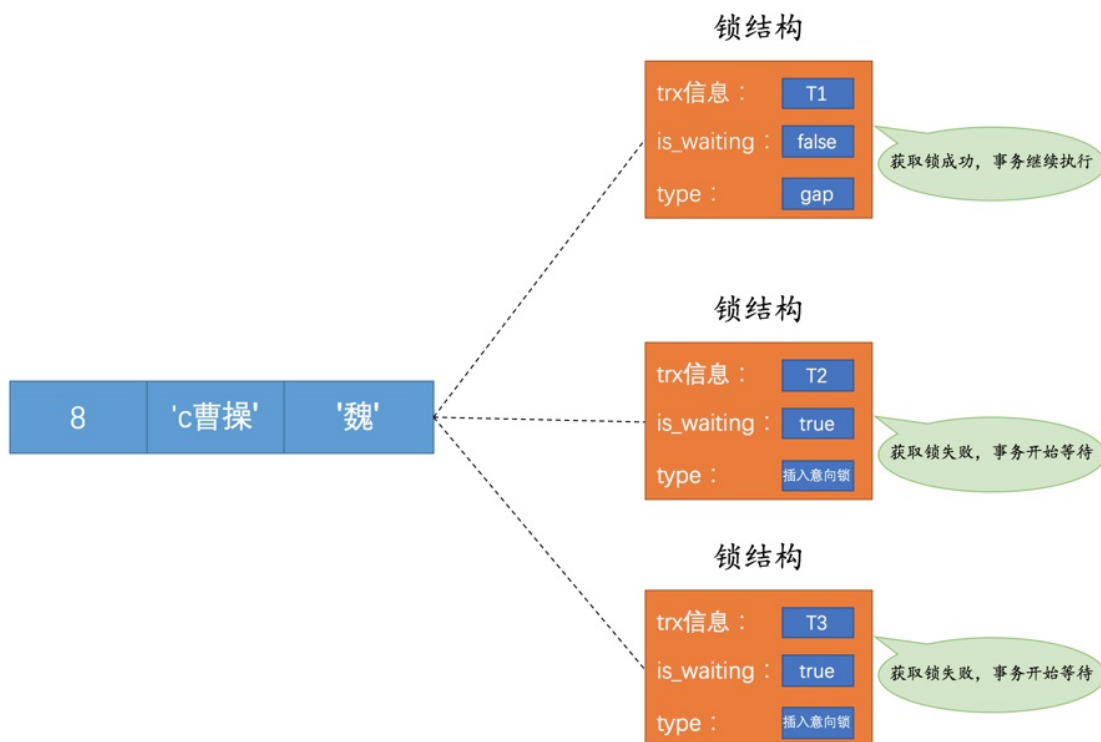 锁结构
trx信息： T1
is_waiting： false
type： gap
获取锁成功，事务继续执行
锁结构
trx信息： T2
is_waiting： true
type： 插入意向锁
获取锁失败，事务开始等待
8 'c曹操' '魏'
锁结构
trx信息： T3
is_waiting： true
type： 插入意向锁
获取锁失败，事务开始等待